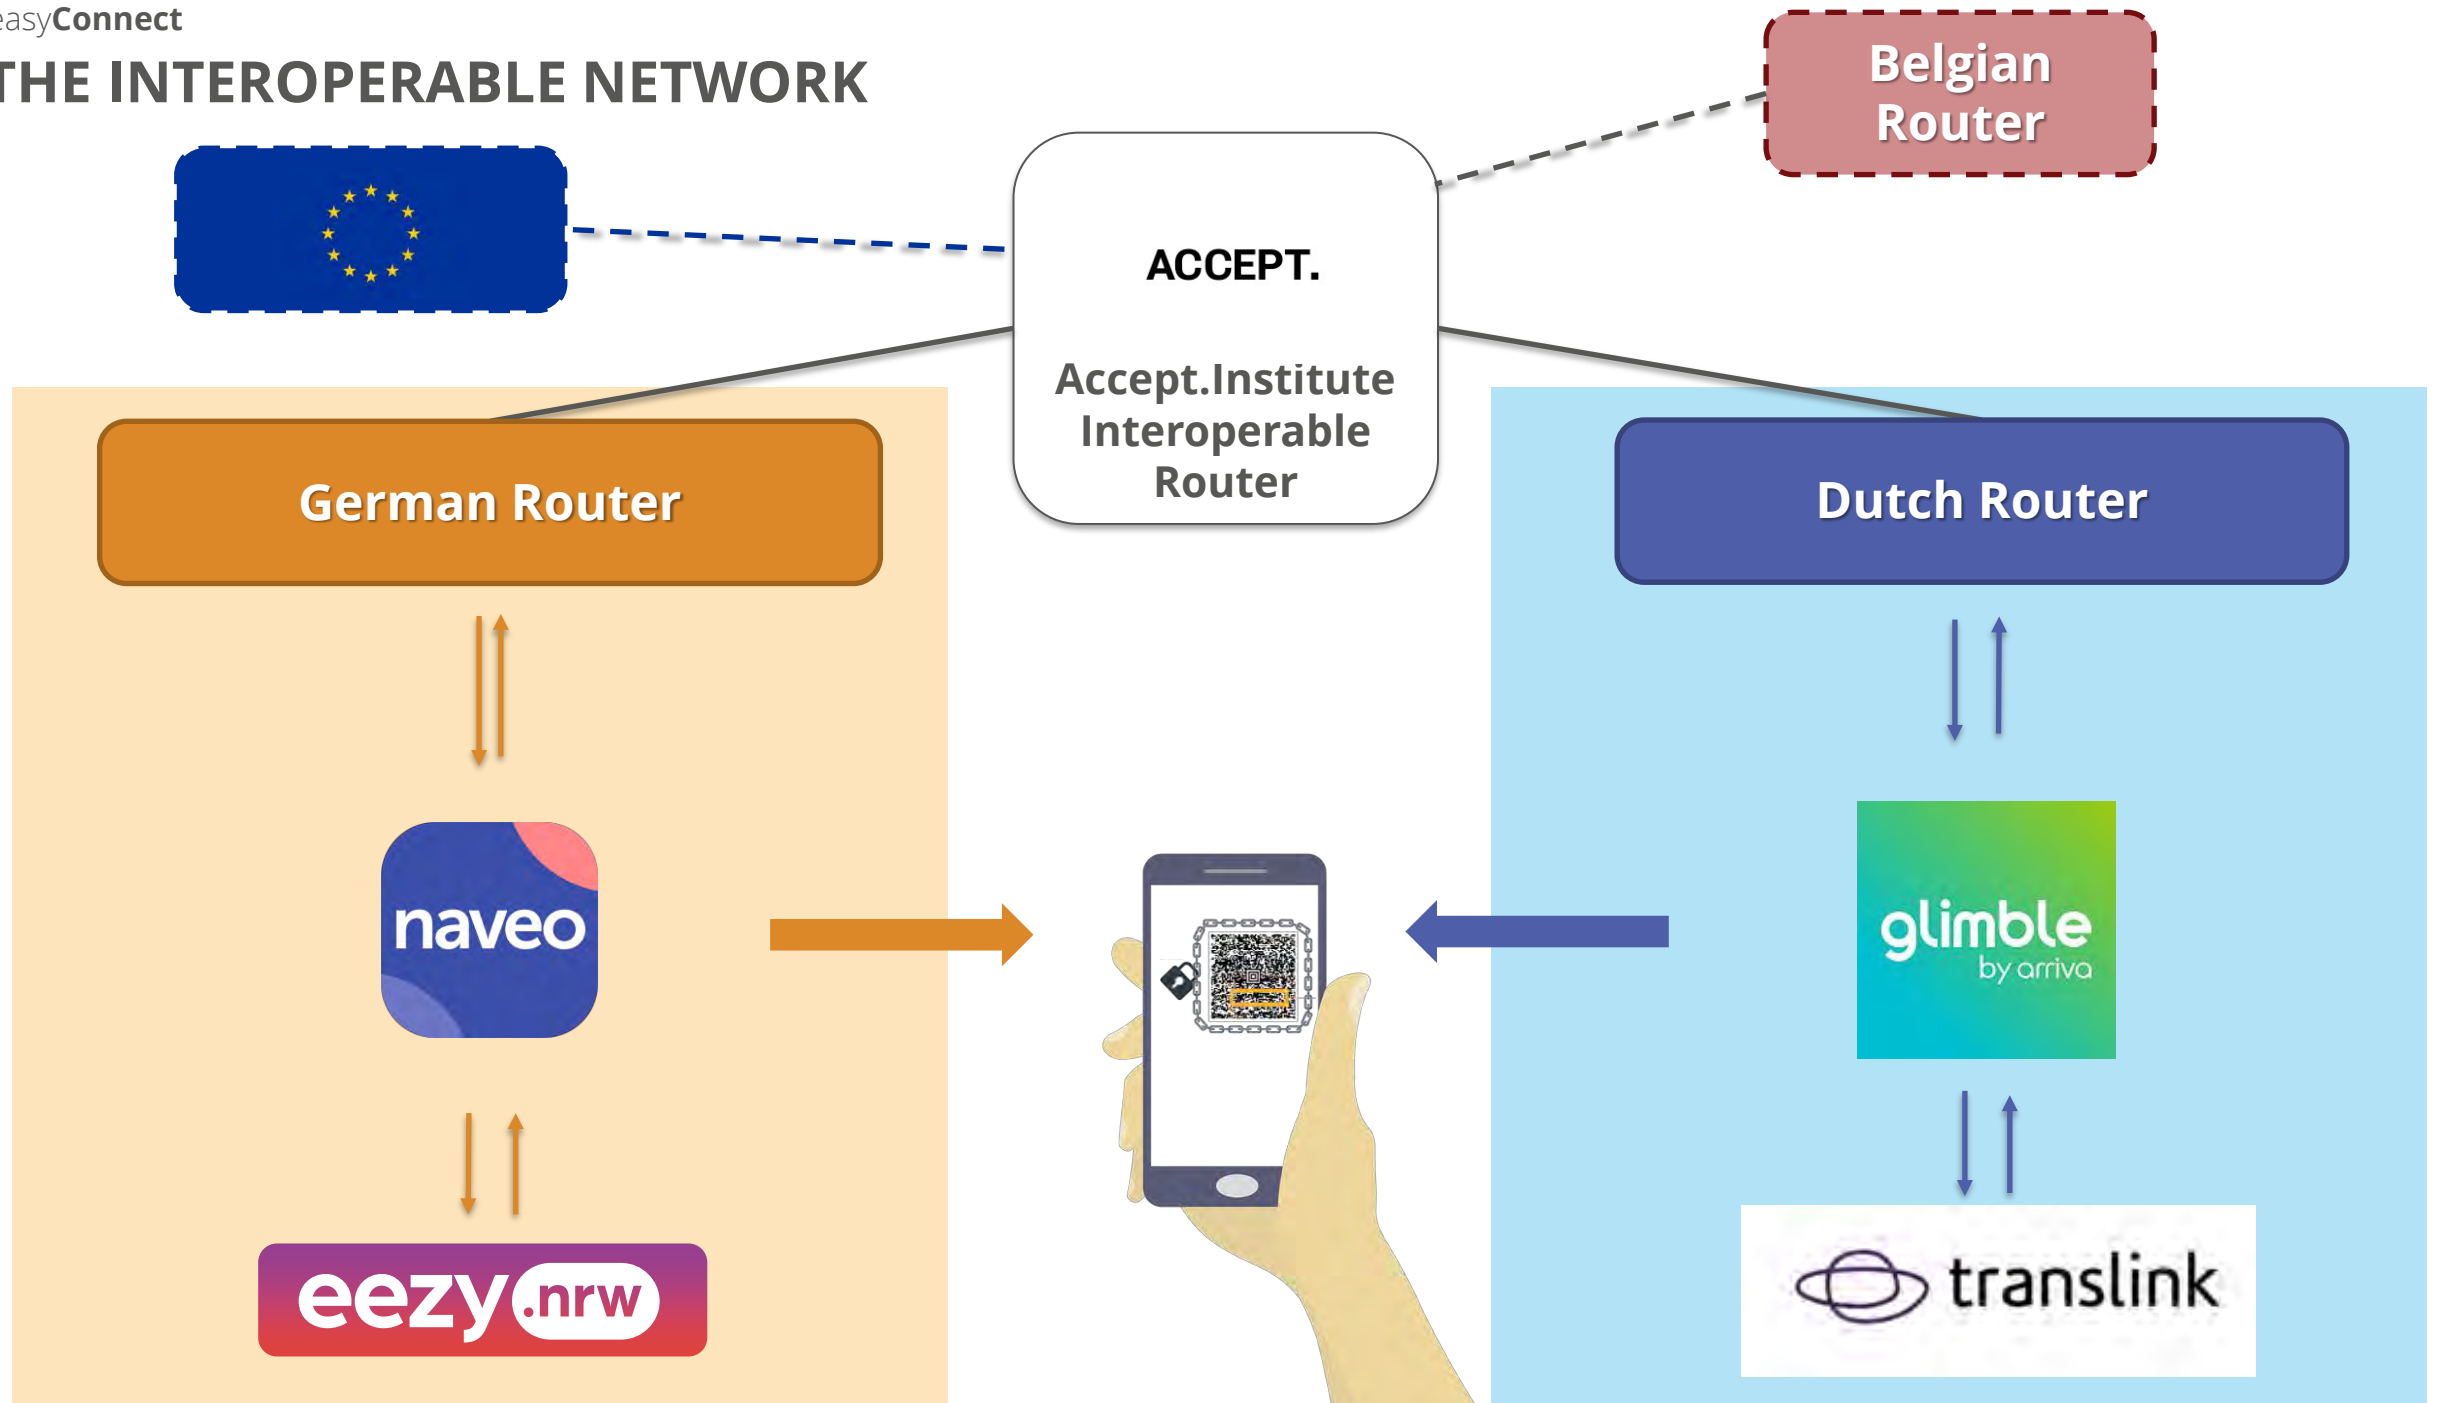 easyConnect
THE INTEROPERABLE NETWORK
Belgian
Router
ACCEPT.
Accept.Institute
Interoperable
Router
German Router
Dutch Router
naveo
glimble
by arriva
eezy.nrw
translink